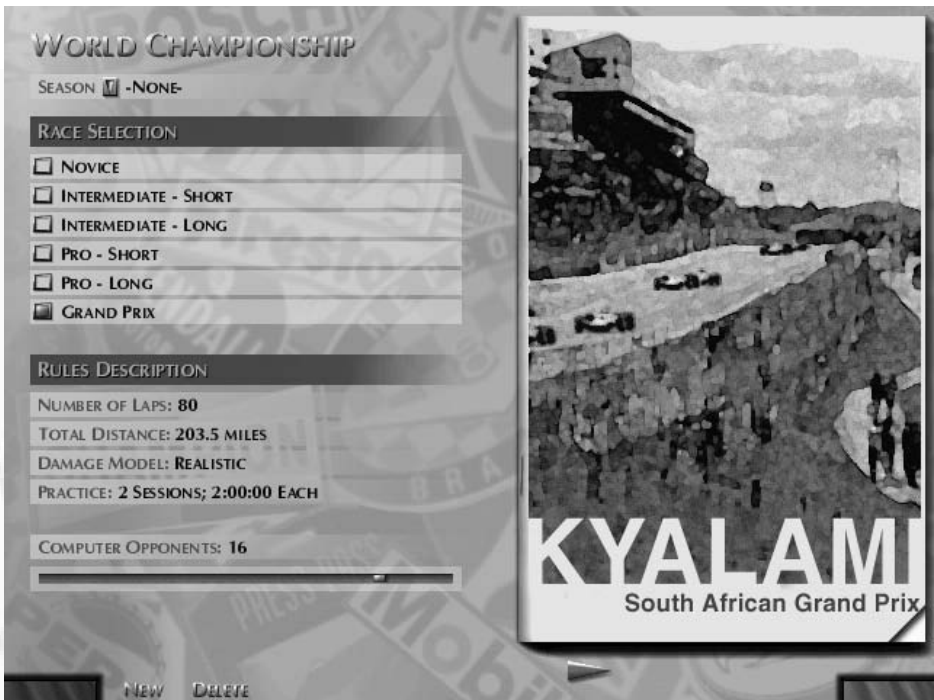 World Championship
Season -None-
Race Selection
Novice
Intermediate - Short
Intermediate - Long
Pro - Short
Pro - Long
Grand Prix
Rules Description
Number of Laps: 80
Total Distance: 203.5 miles
Damage Model: Realistic
Practice: 2 Sessions; 2:00:00 Each
Computer Opponents: 16
New Delete
KYALAMI
South African Grand Prix
Mobil